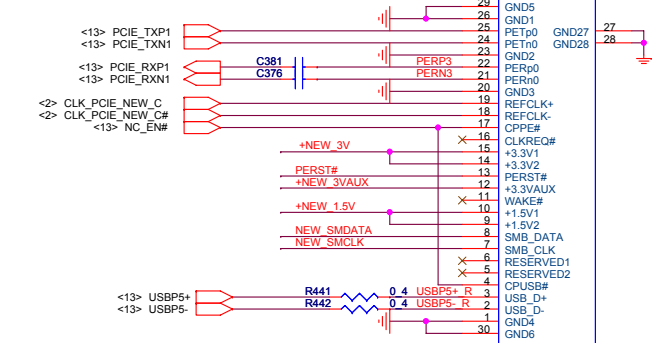 29 GND5
26 GND1
<13> PCIE_TXP1 25 PETp0 GND27 27
<13> PCIE_TXN1 24 PETn0 GND28 28
23 GND2
<13> PCIE_RXP1 C381 PERP3 22 PERp0
<13> PCIE_RXN1 C376 PERN3 21 PERn0
20 GND3
<2> CLK_PCIE_NEW_C 19 REFCLK+
<2> CLK_PCIE_NEW_C# 18 REFCLK-
<13> NC_EN# 17 CPPE#
16 CLKREQ#
+NEW_3V 15 +3.3V1
14 +3.3V2
PERST# 13 PERST#
+NEW_3VAUX 12 +3.3VAUX
11 WAKE#
+NEW_1.5V 10 +1.5V1
9 +1.5V2
NEW_SMDATA 8 SMB_DATA
NEW_SMCLK 7 SMB_CLK
6 RESERVED1
5 RESERVED2
4 CPUSB#
<13> USBP5+ R441 0_4 USBP5+_R 3 USB_D+
<13> USBP5- R442 0_4 USBP5-_R 2 USB_D-
1 GND4
30 GND6